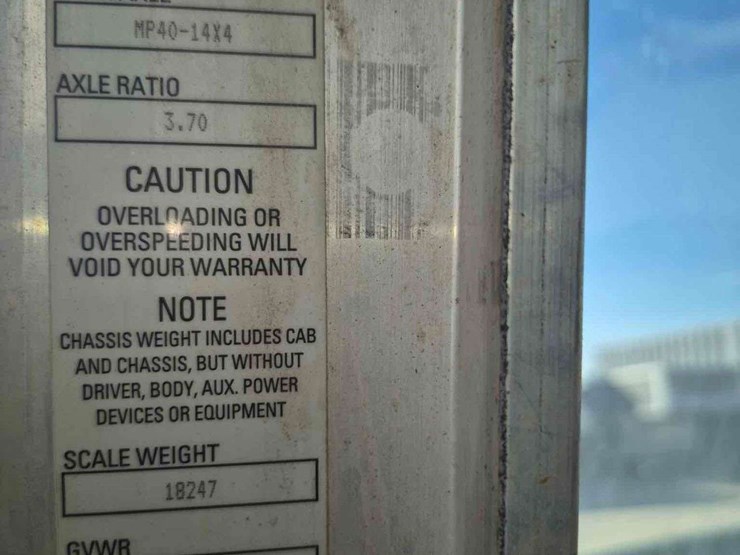 MP40-14X4
AXLE RATIO
3.70
CAUTION
OVERLOADING OR
OVERSPEEDING WILL
VOID YOUR WARRANTY
NOTE
CHASSIS WEIGHT INCLUDES CAB
AND CHASSIS, BUT WITHOUT
DRIVER, BODY, AUX. POWER
DEVICES OR EQUIPMENT
SCALE WEIGHT
18247
GVWR